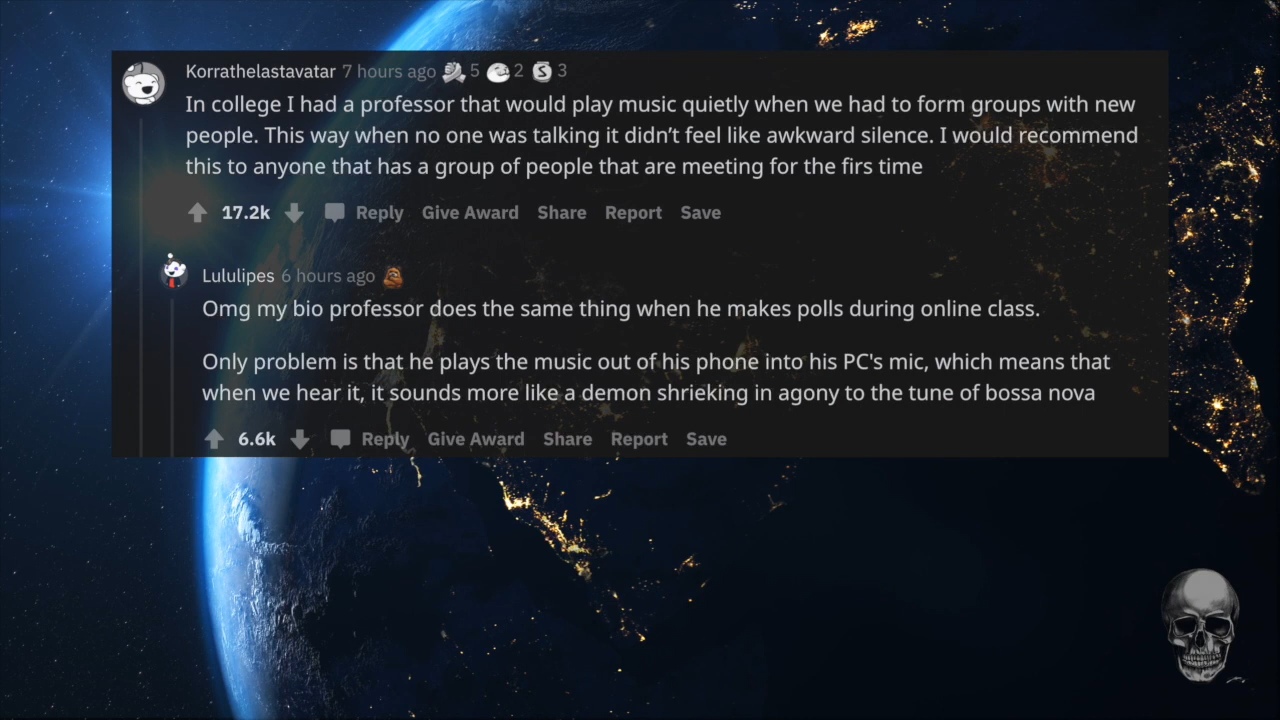 Korrathelastavatar 7 hours ago 5 2 S 3
In college I had a professor that would play music quietly when we had to form groups with new
people. This way when no one was talking it didn’t feel like awkward silence. I would recommend
this to anyone that has a group of people that are meeting for the firs time
17.2k Reply Give Award Share Report Save
Lululipes 6 hours ago
Omg my bio professor does the same thing when he makes polls during online class.
Only problem is that he plays the music out of his phone into his PC's mic, which means that
when we hear it, it sounds more like a demon shrieking in agony to the tune of bossa nova
6.6k Reply Give Award Share Report Save